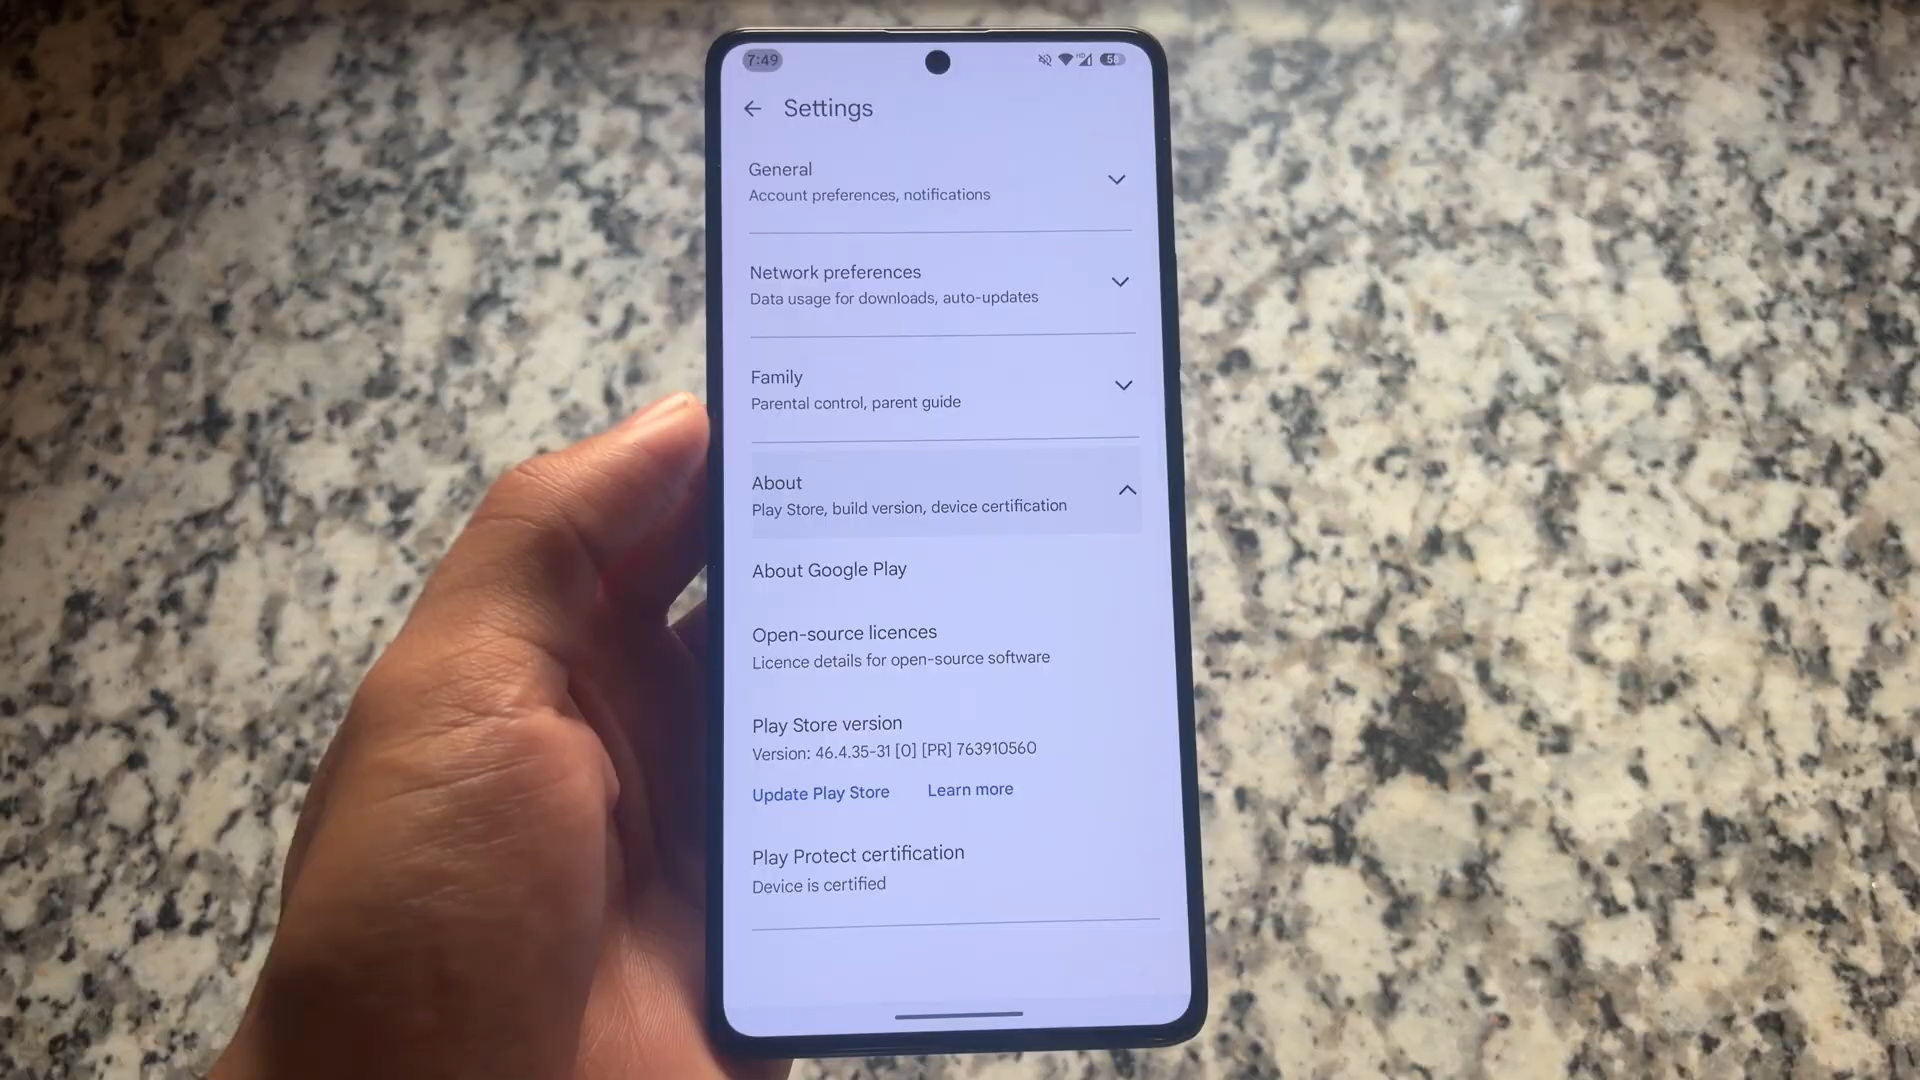 7:49
HD
58
Settings
General
Account preferences, notifications
Network preferences
Data usage for downloads, auto-updates
Family
Parental control, parent guide
About
Play Store, build version, device certification
About Google Play
Open-source licences
Licence details for open-source software
Play Store version
Version: 46.4.35-31 [0] [PR] 763910560
Update Play Store Learn more
Play Protect certification
Device is certified